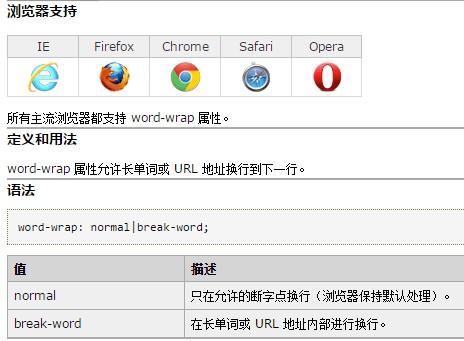 浏览器支持
IE Firefox Chrome Safari Opera
所有主流浏览器都支持 word-wrap 属性。
定义和用法
word-wrap 属性允许长单词或 URL 地址换行到下一行。
语法
word-wrap: normal|break-word;
值 描述
normal 只在允许的断字点换行（浏览器保持默认处理）。
break-word 在长单词或 URL 地址内部进行换行。